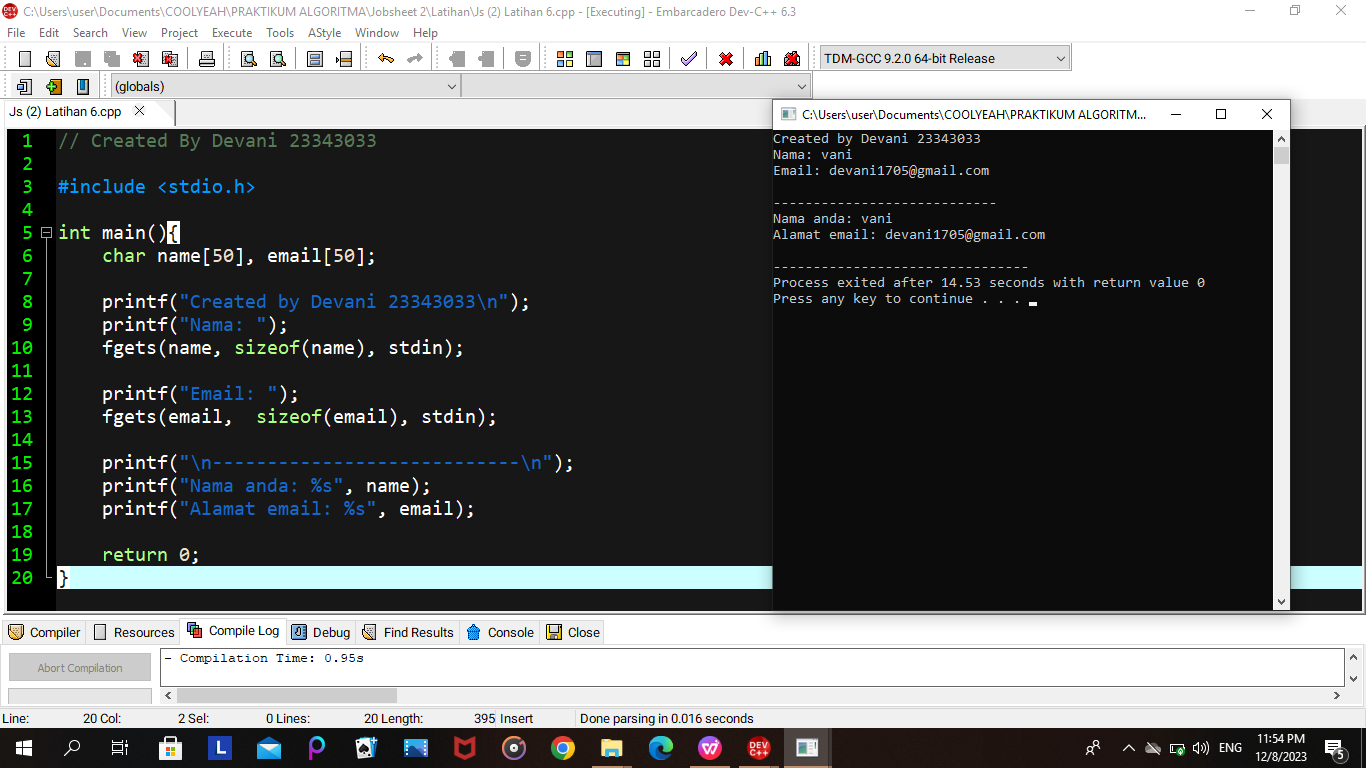 C:\Users\user\Documents\COOLYEAH\PRAKTIKUM ALGORITMA\Jobsheet 2\Latihan\Js (2) Latihan 6.cpp - [Executing] - Embarcadero Dev-C++ 6.3
File Edit Search View Project Execute Tools AStyle Window Help
TDM-GCC 9.2.0 64-bit Release
(globals)
Js (2) Latihan 6.cpp
1 // Created By Devani 23343033
2
3 #include <stdio.h>
4
5 int main(){
6 char name[50], email[50];
7
8 printf("Created by Devani 23343033\n");
9 printf("Nama: ");
10 fgets(name, sizeof(name), stdin);
11
12 printf("Email: ");
13 fgets(email,  sizeof(email), stdin);
14
15 printf("\n----------------------------\n");
16 printf("Nama anda: %s", name);
17 printf("Alamat email: %s", email);
18
19 return 0;
20 }
C:\Users\user\Documents\COOLYEAH\PRAKTIKUM ALGORITM...
Created by Devani 23343033
Nama: vani
Email: devani1705@gmail.com
----------------------------
Nama anda: vani
Alamat email: devani1705@gmail.com
--------------------------------
Process exited after 14.53 seconds with return value 0
Press any key to continue . . .
Compiler Resources Compile Log Debug Find Results Console Close
Abort Compilation
- Compilation Time: 0.95s
Line: 20 Col: 2 Sel: 0 Lines: 20 Length: 395 Insert Done parsing in 0.016 seconds
L DEV C++ ENG 11:54 PM
12/8/2023 5